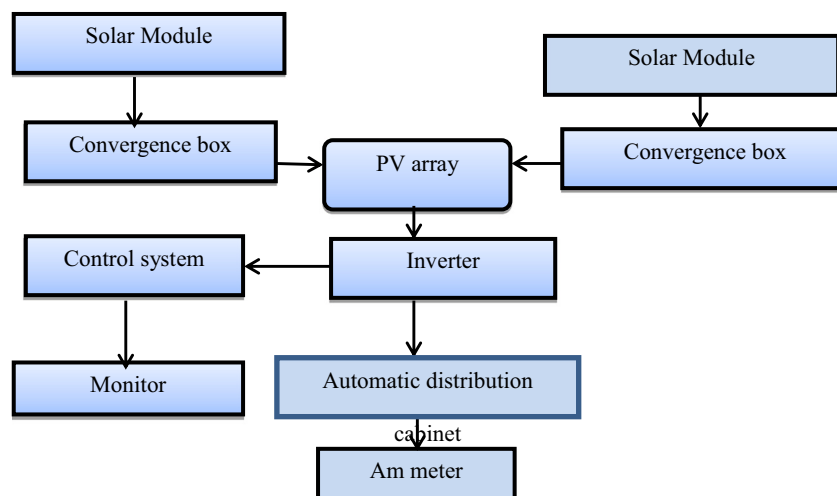 Solar Module
Solar Module
Convergence box
PV array
Convergence box
Control system
Inverter
Monitor
Automatic distribution
cabinet
Am meter